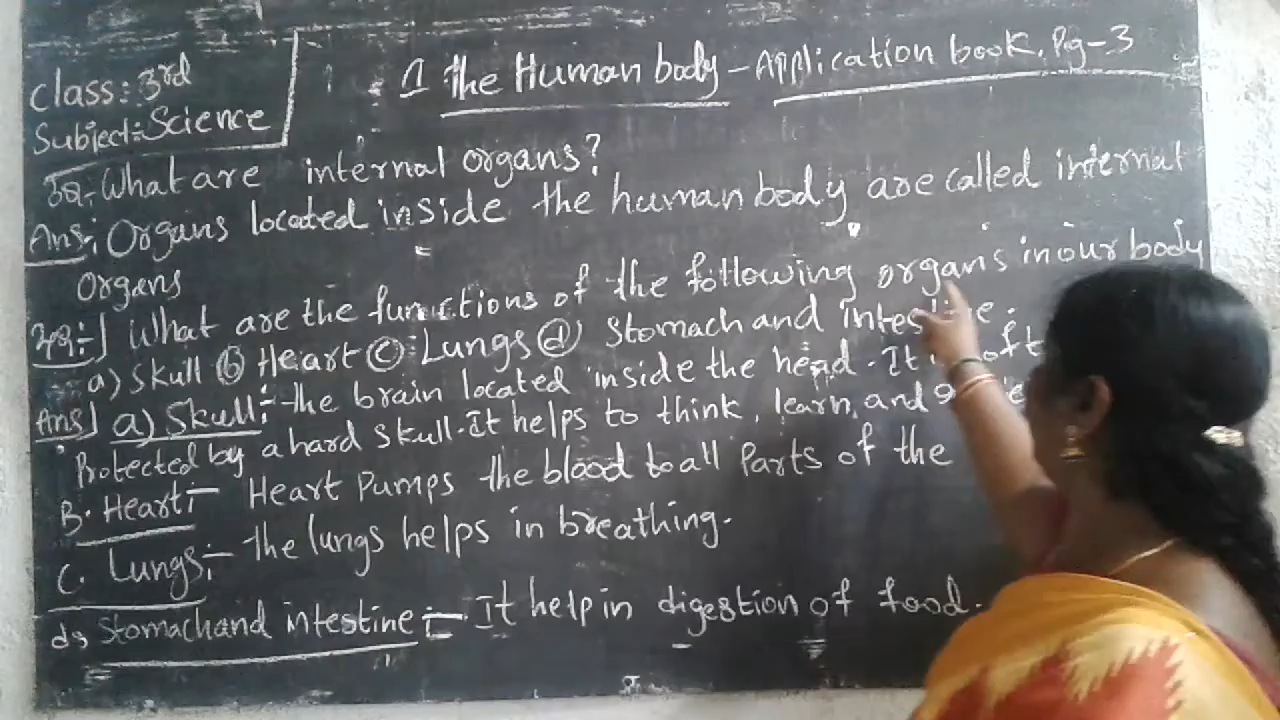 Class: 3rd
Subject:- Science
1 The Human body - Application book. Pg-3
What are internal organs?
Ans: Organs located inside the human body are called internal
Organs
What are the functions of the following organs in our body
a) Skull (b) Heart (c) Lungs (d) Stomach and
Ans] a) Skull:- The brain located inside the head. It
Protected by a hard skull. It helps to think, learn, and
B. Heart:- Heart Pumps the blood to all Parts of the
C. Lungs:- The lungs helps in breathing.
d, Stomach and intestine:- It help in digestion of food.